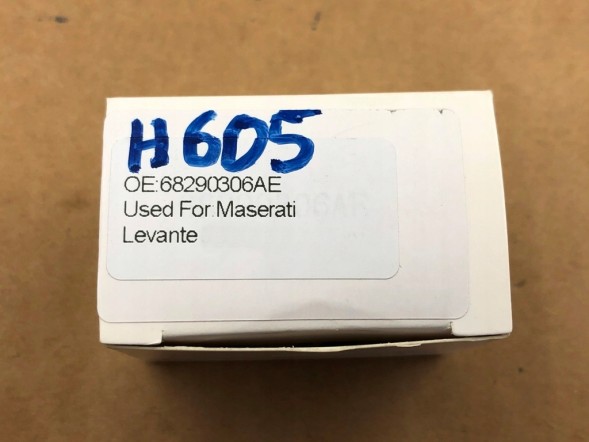 H605
OE:68290306AE
Used For:Maserati
Levante